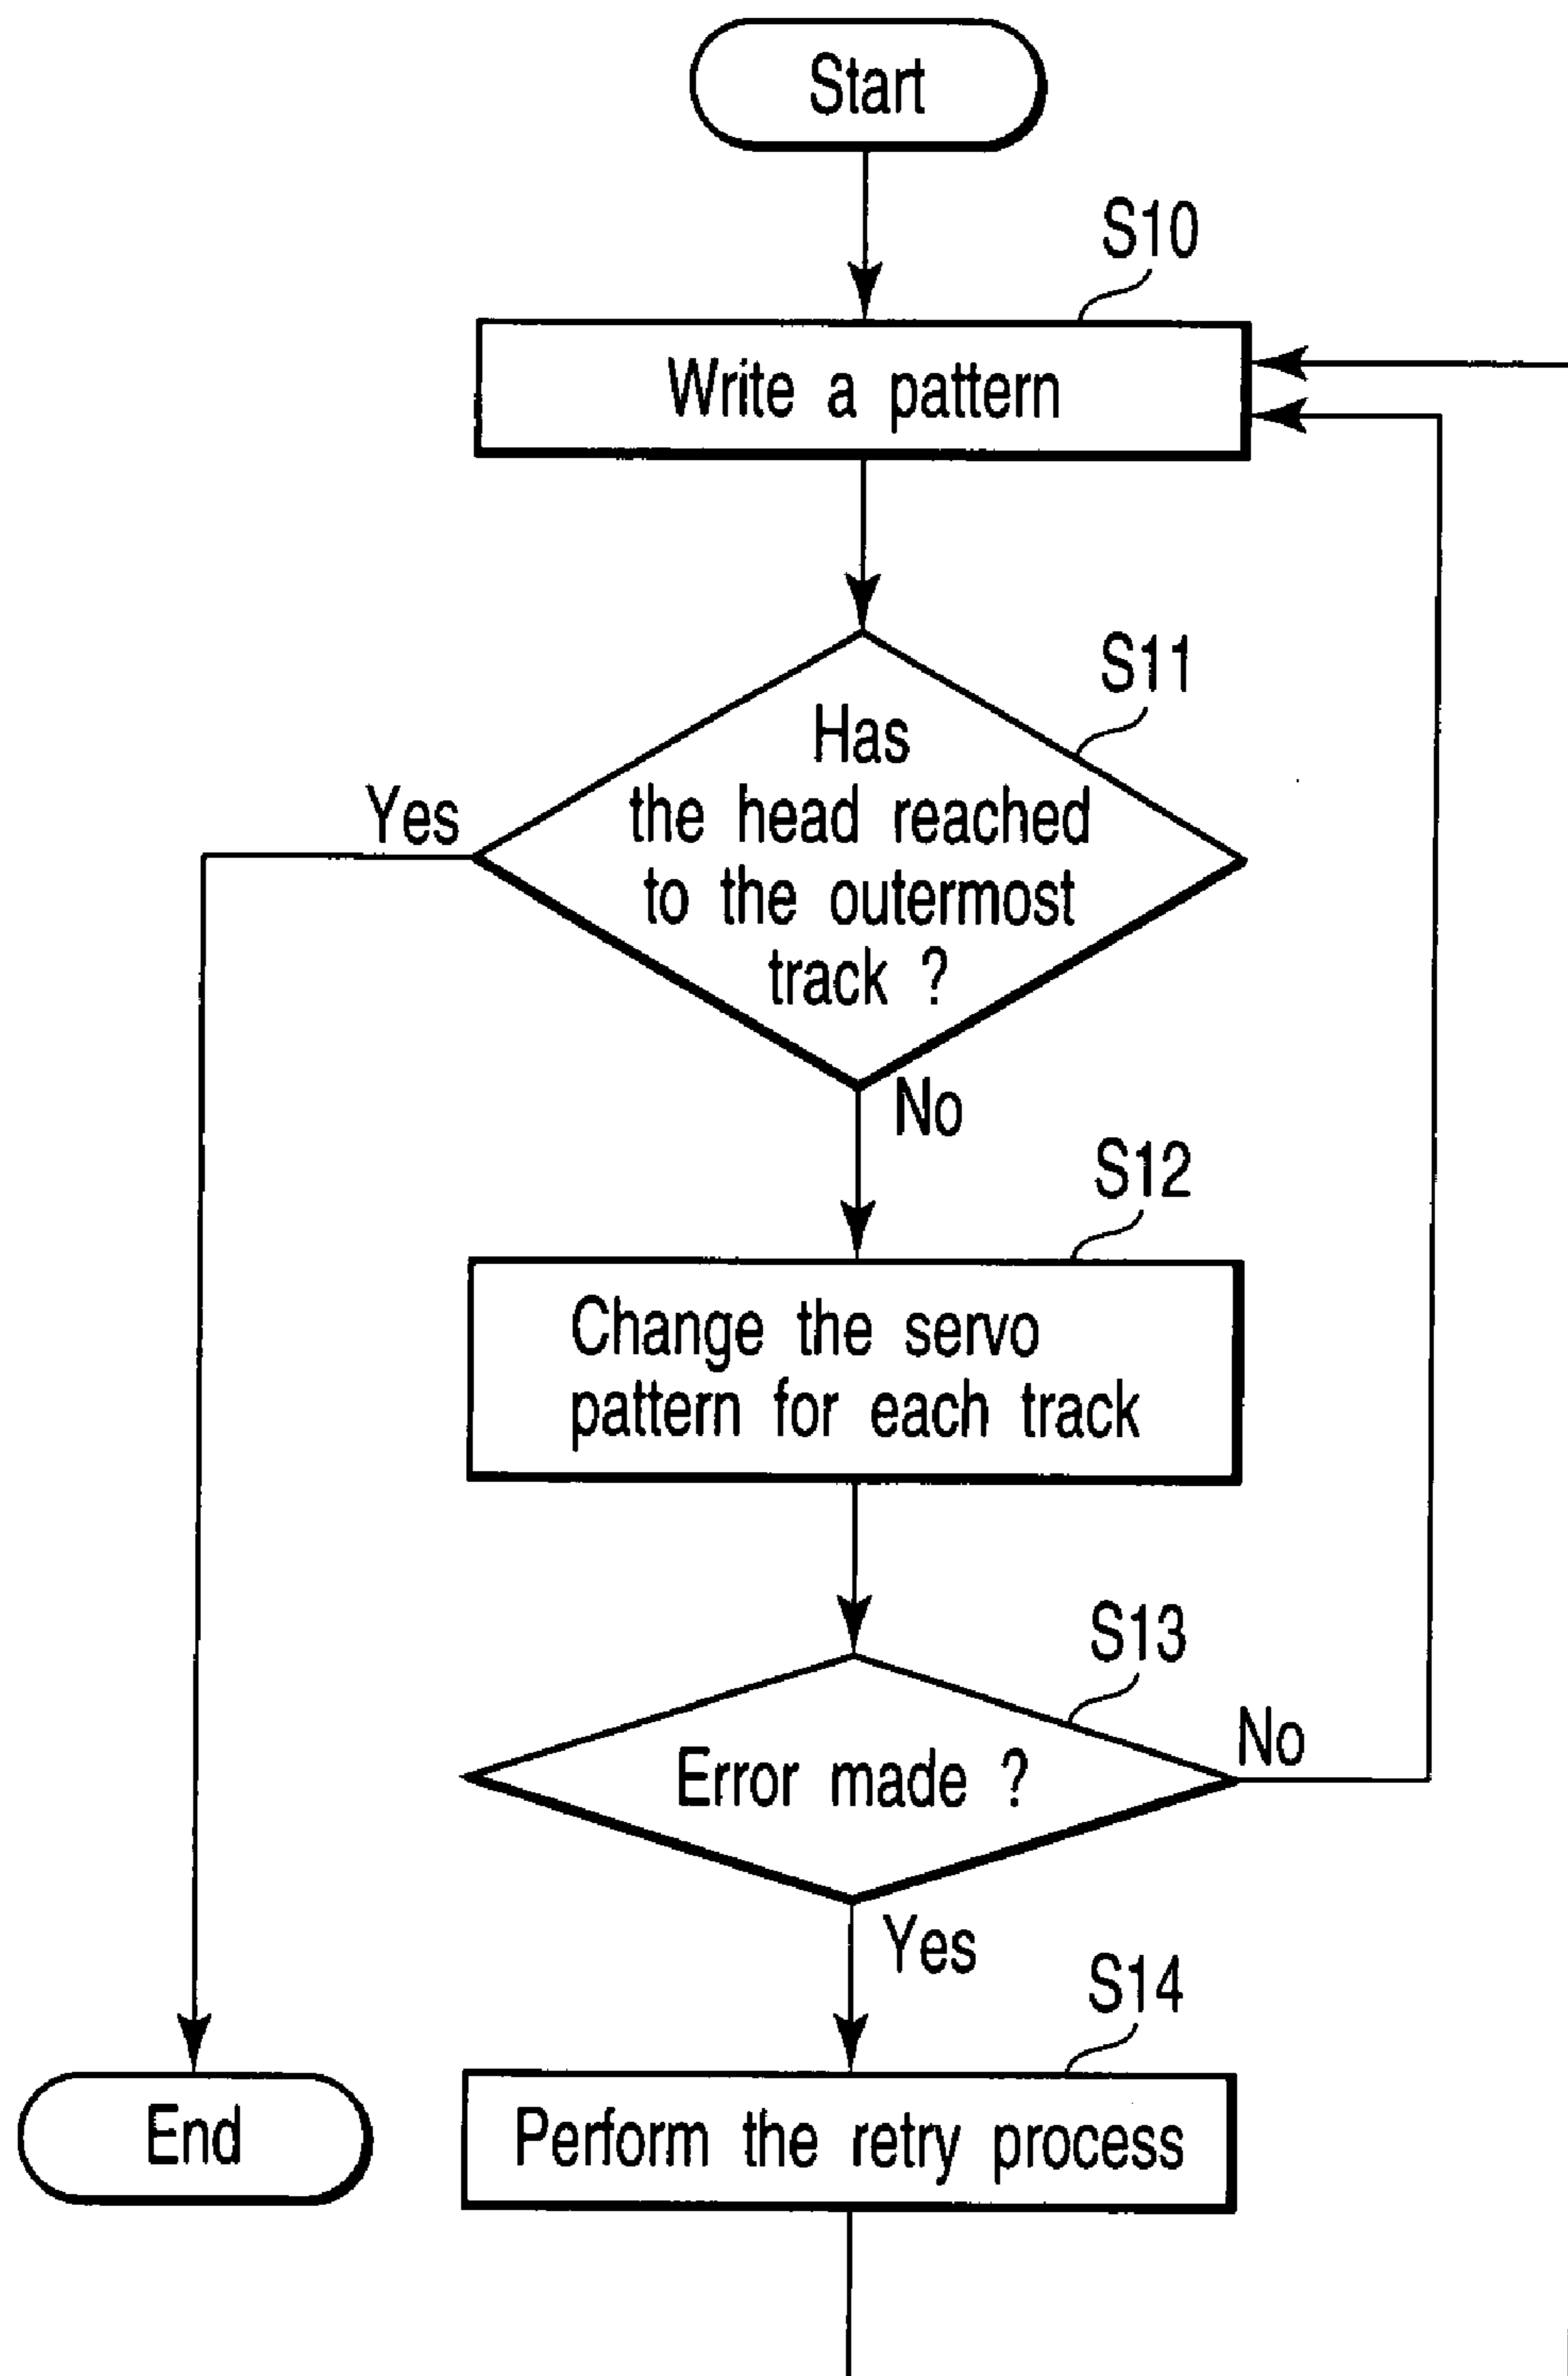 Start
S10
Write a pattern
S11
Has
the head reached
to the outermost
track ?
Yes
No
S12
Change the servo
pattern for each track
S13
Error made ?
No
Yes
S14
Perform the retry process
End